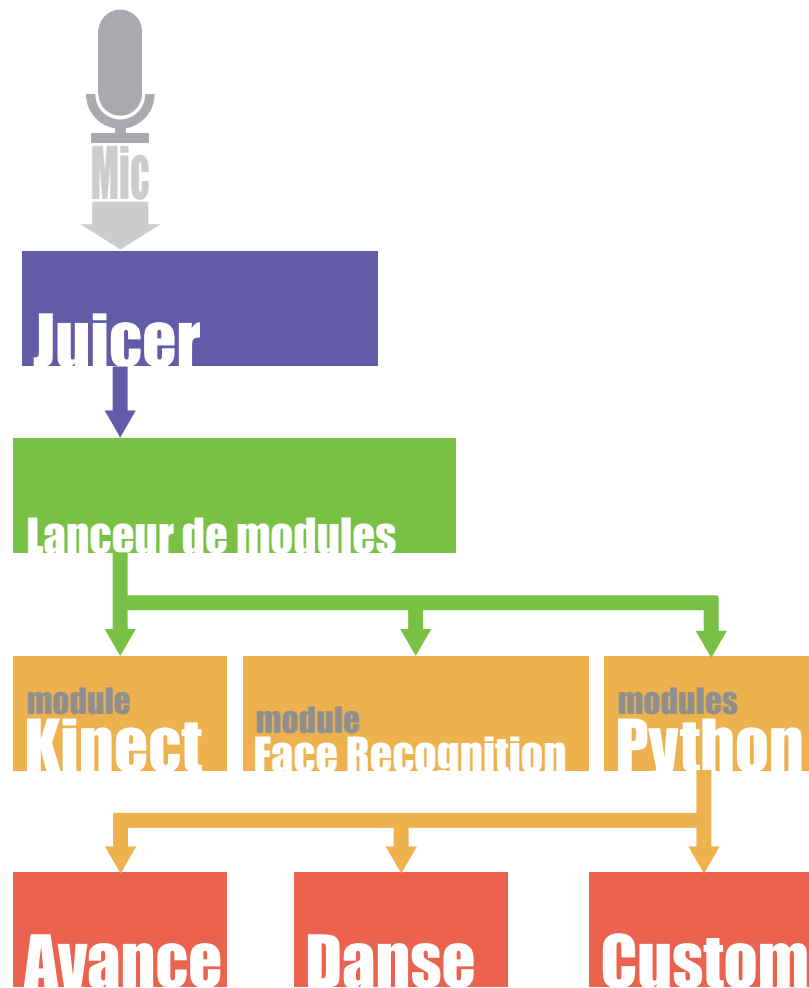 Mic
Juicer
Lanceur de modules
module
Kinect
module
Face Recognition
modules
Python
Avance
Danse
Custom